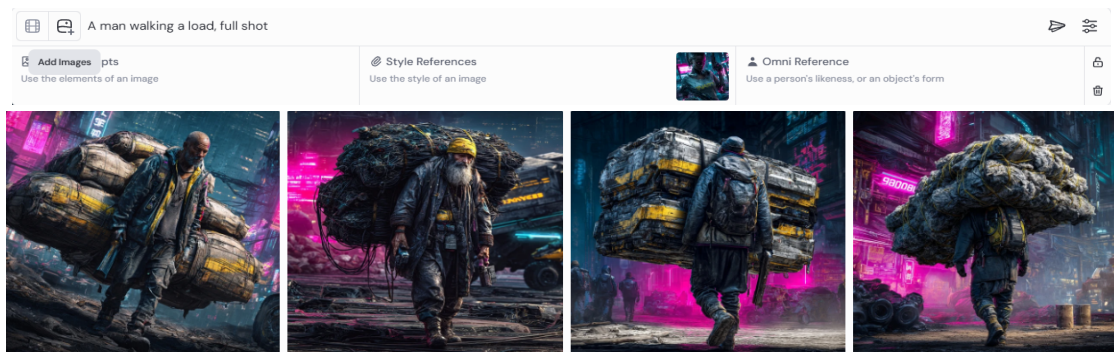 A man walking a load, full shot
Add Images pts
Use the elements of an image
Style References
Use the style of an image
Omni Reference
Use a person's likeness, or an object's form